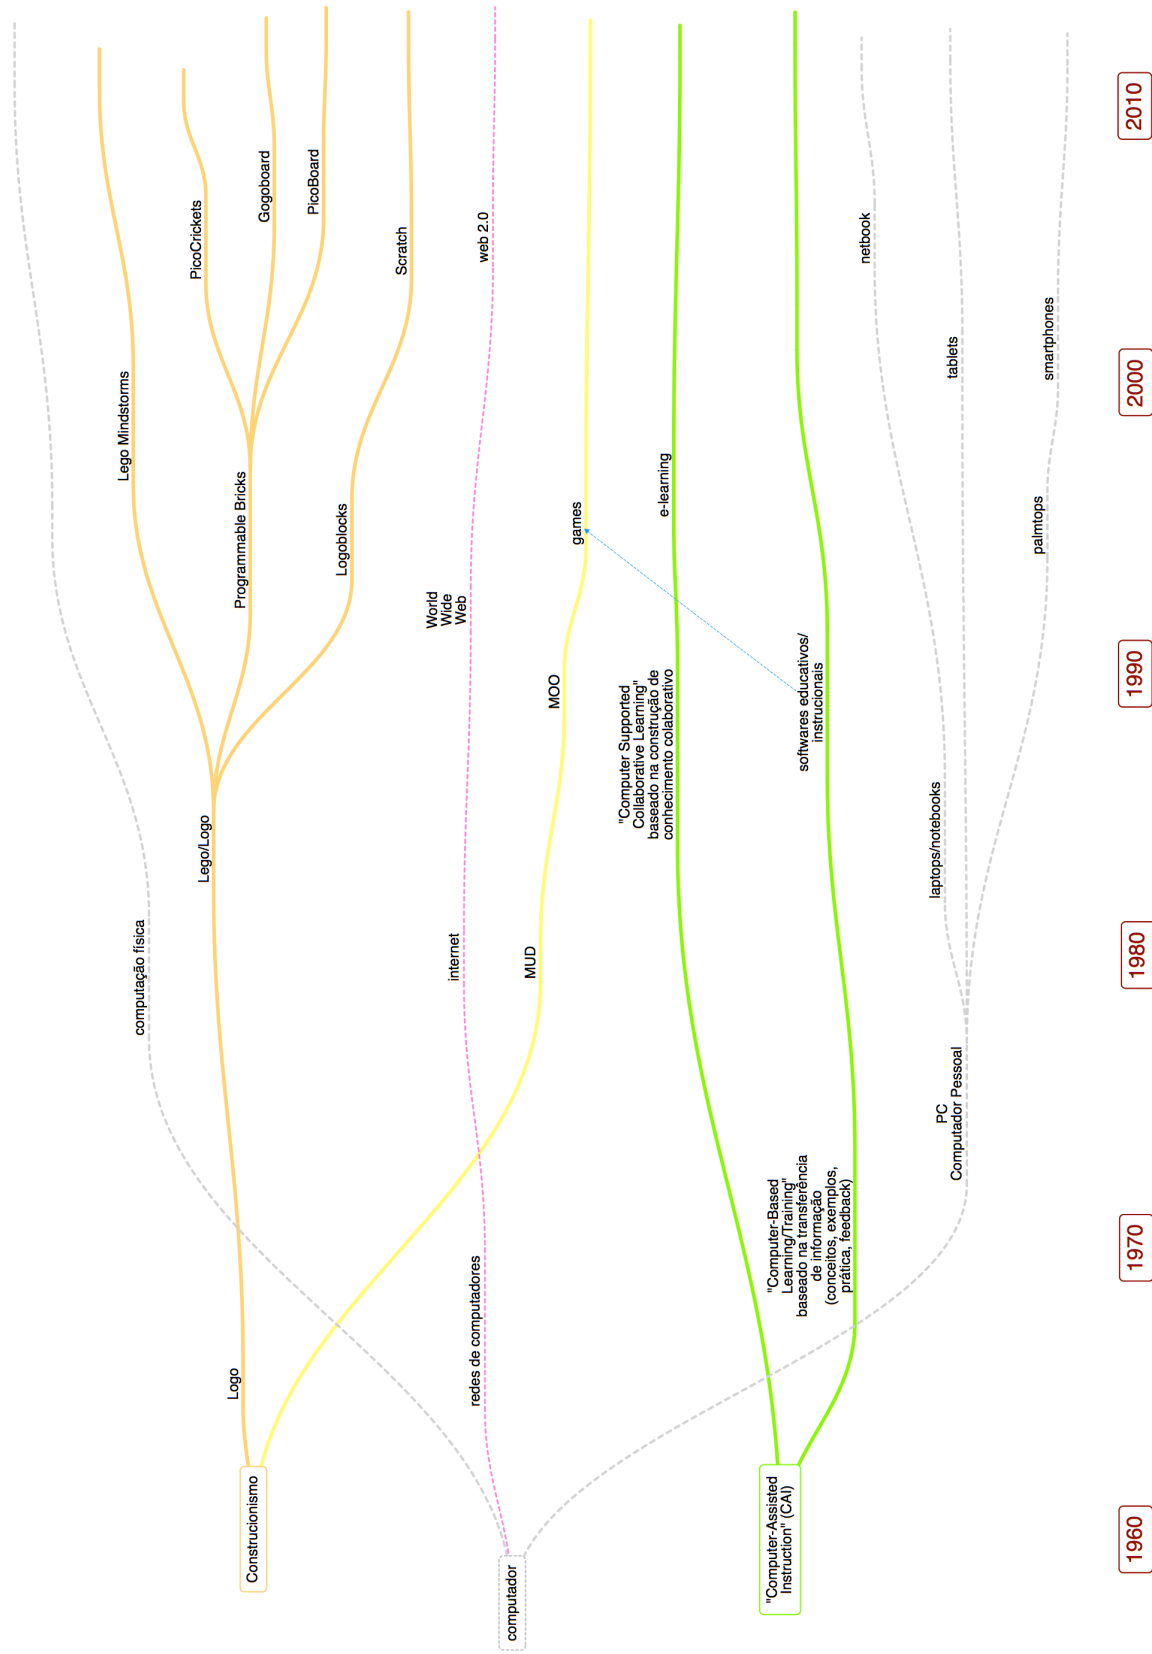 computação física
Lego Mindstorms
PicoCrickets
Gogoboard
PicoBoard
Programmable Bricks
Scratch
Logoblocks
Lego/Logo
Logo
Construcionismo
web 2.0
World
Wide
Web
internet
redes de computadores
computador
games
MOO
MUD
e-learning
"Computer Supported
Collaborative Learning"
baseado na construção de
conhecimento colaborativo
softwares educativos/
instrucionais
"Computer-Based
Learning/Training"
baseado na transferência
de informação
(conceitos, exemplos,
prática, feedback)
"Computer-Assisted
Instruction" (CAI)
netbook
tablets
smartphones
palmtops
laptops/notebooks
PC
Computador Pessoal
1960
1970
1980
1990
2000
2010